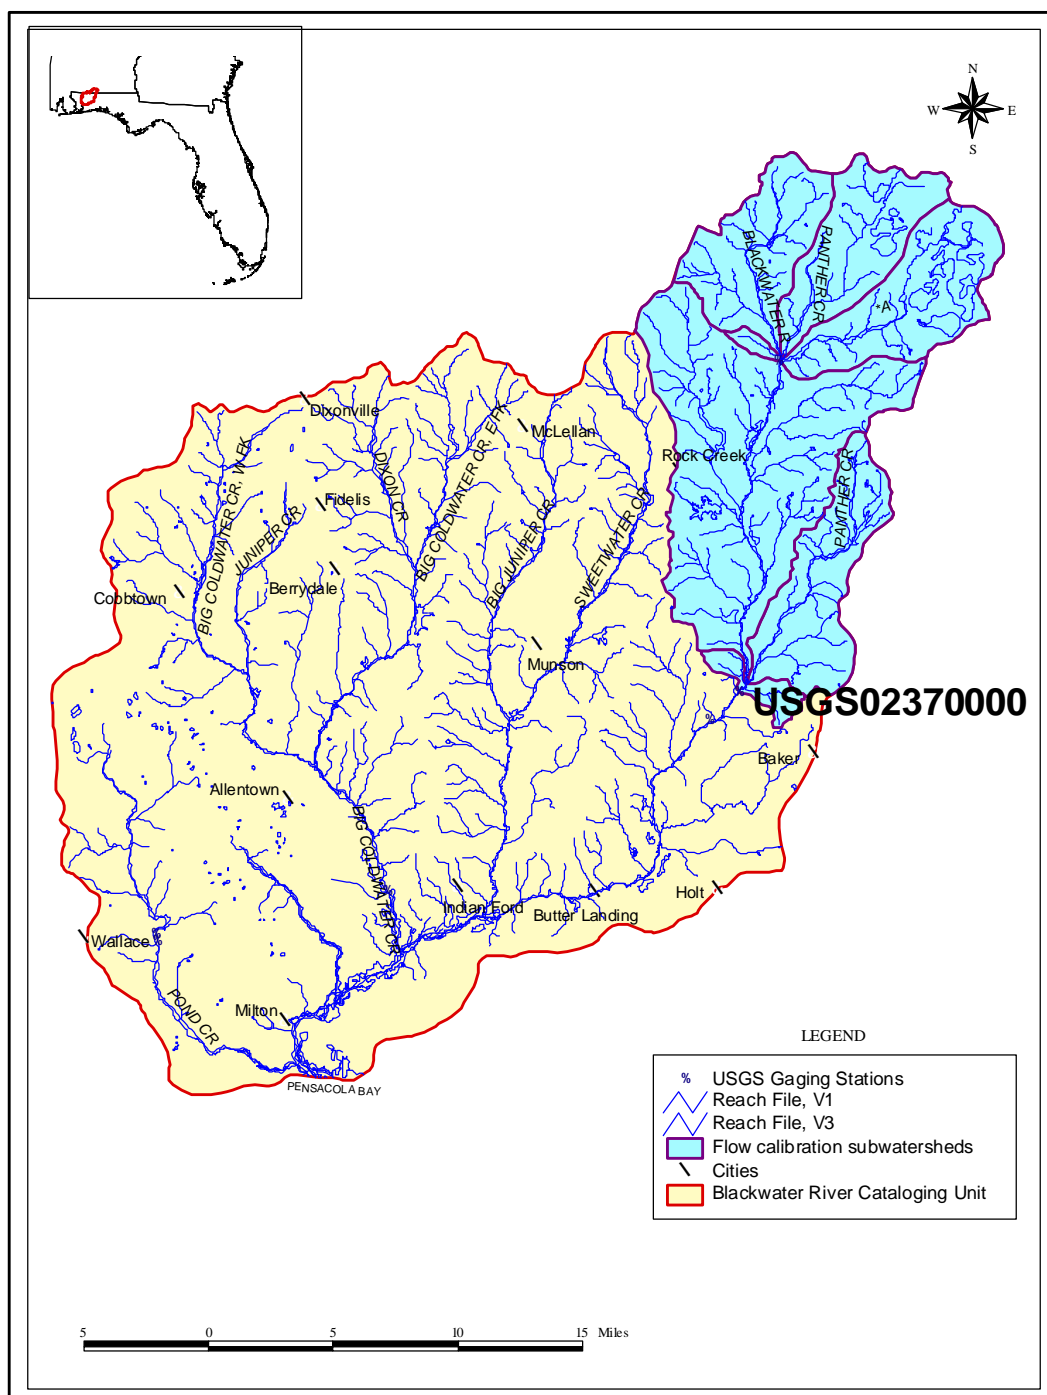 N
W
E
S
BLACKWATER R
PANTHER CR
*A
Dixonville
McLellan
Rock Creek
BIG COLDWATER CR, W FK
DIXON CR
BIG COLDWATER CR, E FK
PANTHER CR
Fidelis
JUNIPER CR
BIG JUNIPER CR
SWEETWATER CR
Cobbtown
Berrydale
Munson
USGS02370000
Baker
Allentown
BIG COLDWATER CR
Holt
Indian Ford
Butter Landing
Wallace
POND CR
Milton
PENSACOLA BAY
LEGEND
% USGS Gaging Stations
Reach File, V1
Reach File, V3
Flow calibration subwatersheds
Cities
Blackwater River Cataloging Unit
5 0 5 10 15 Miles